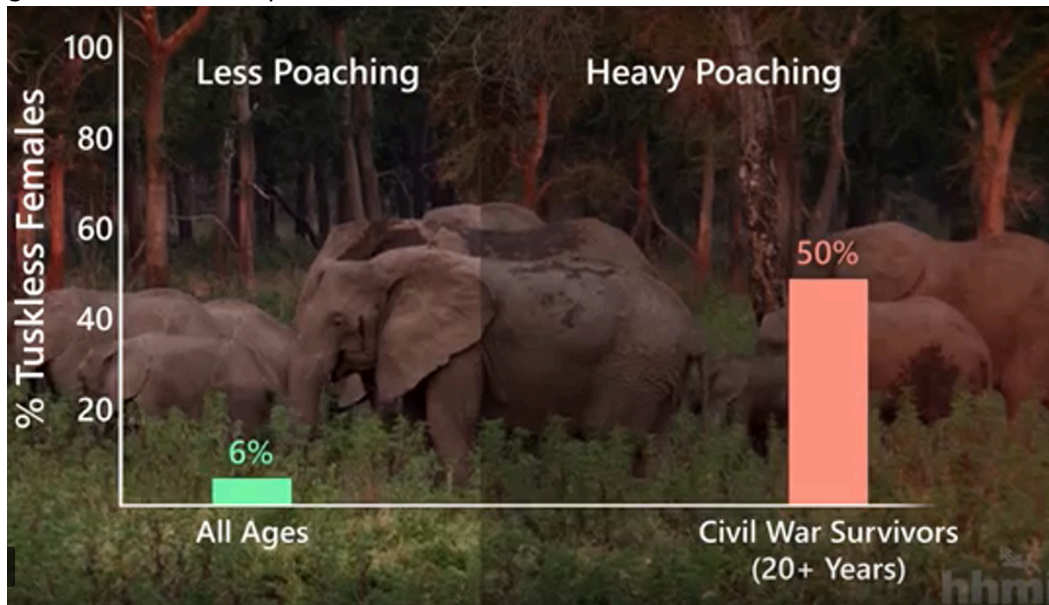 Less Poaching
Heavy Poaching
% Tuskless Females
100
80
60
40
20
6%
50%
All Ages
Civil War Survivors
(20+ Years)
hhmi